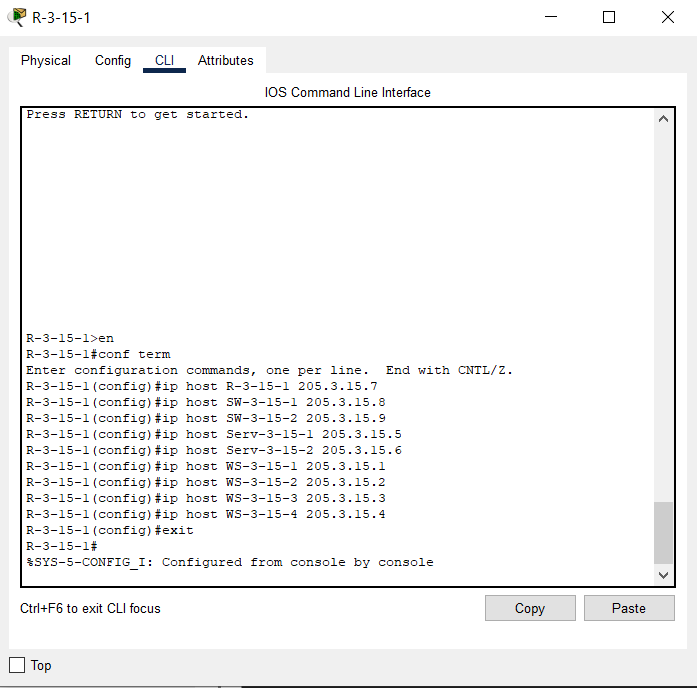 R-3-15-1
Physical Config CLI Attributes
IOS Command Line Interface
Press RETURN to get started.
R-3-15-1>en
R-3-15-1#conf term
Enter configuration commands, one per line.  End with CNTL/Z.
R-3-15-1(config)#ip host R-3-15-1 205.3.15.7
R-3-15-1(config)#ip host SW-3-15-1 205.3.15.8
R-3-15-1(config)#ip host SW-3-15-2 205.3.15.9
R-3-15-1(config)#ip host Serv-3-15-1 205.3.15.5
R-3-15-1(config)#ip host Serv-3-15-2 205.3.15.6
R-3-15-1(config)#ip host WS-3-15-1 205.3.15.1
R-3-15-1(config)#ip host WS-3-15-2 205.3.15.2
R-3-15-1(config)#ip host WS-3-15-3 205.3.15.3
R-3-15-1(config)#ip host WS-3-15-4 205.3.15.4
R-3-15-1(config)#exit
R-3-15-1#
%SYS-5-CONFIG_I: Configured from console by console
Ctrl+F6 to exit CLI focus
Copy Paste
Top